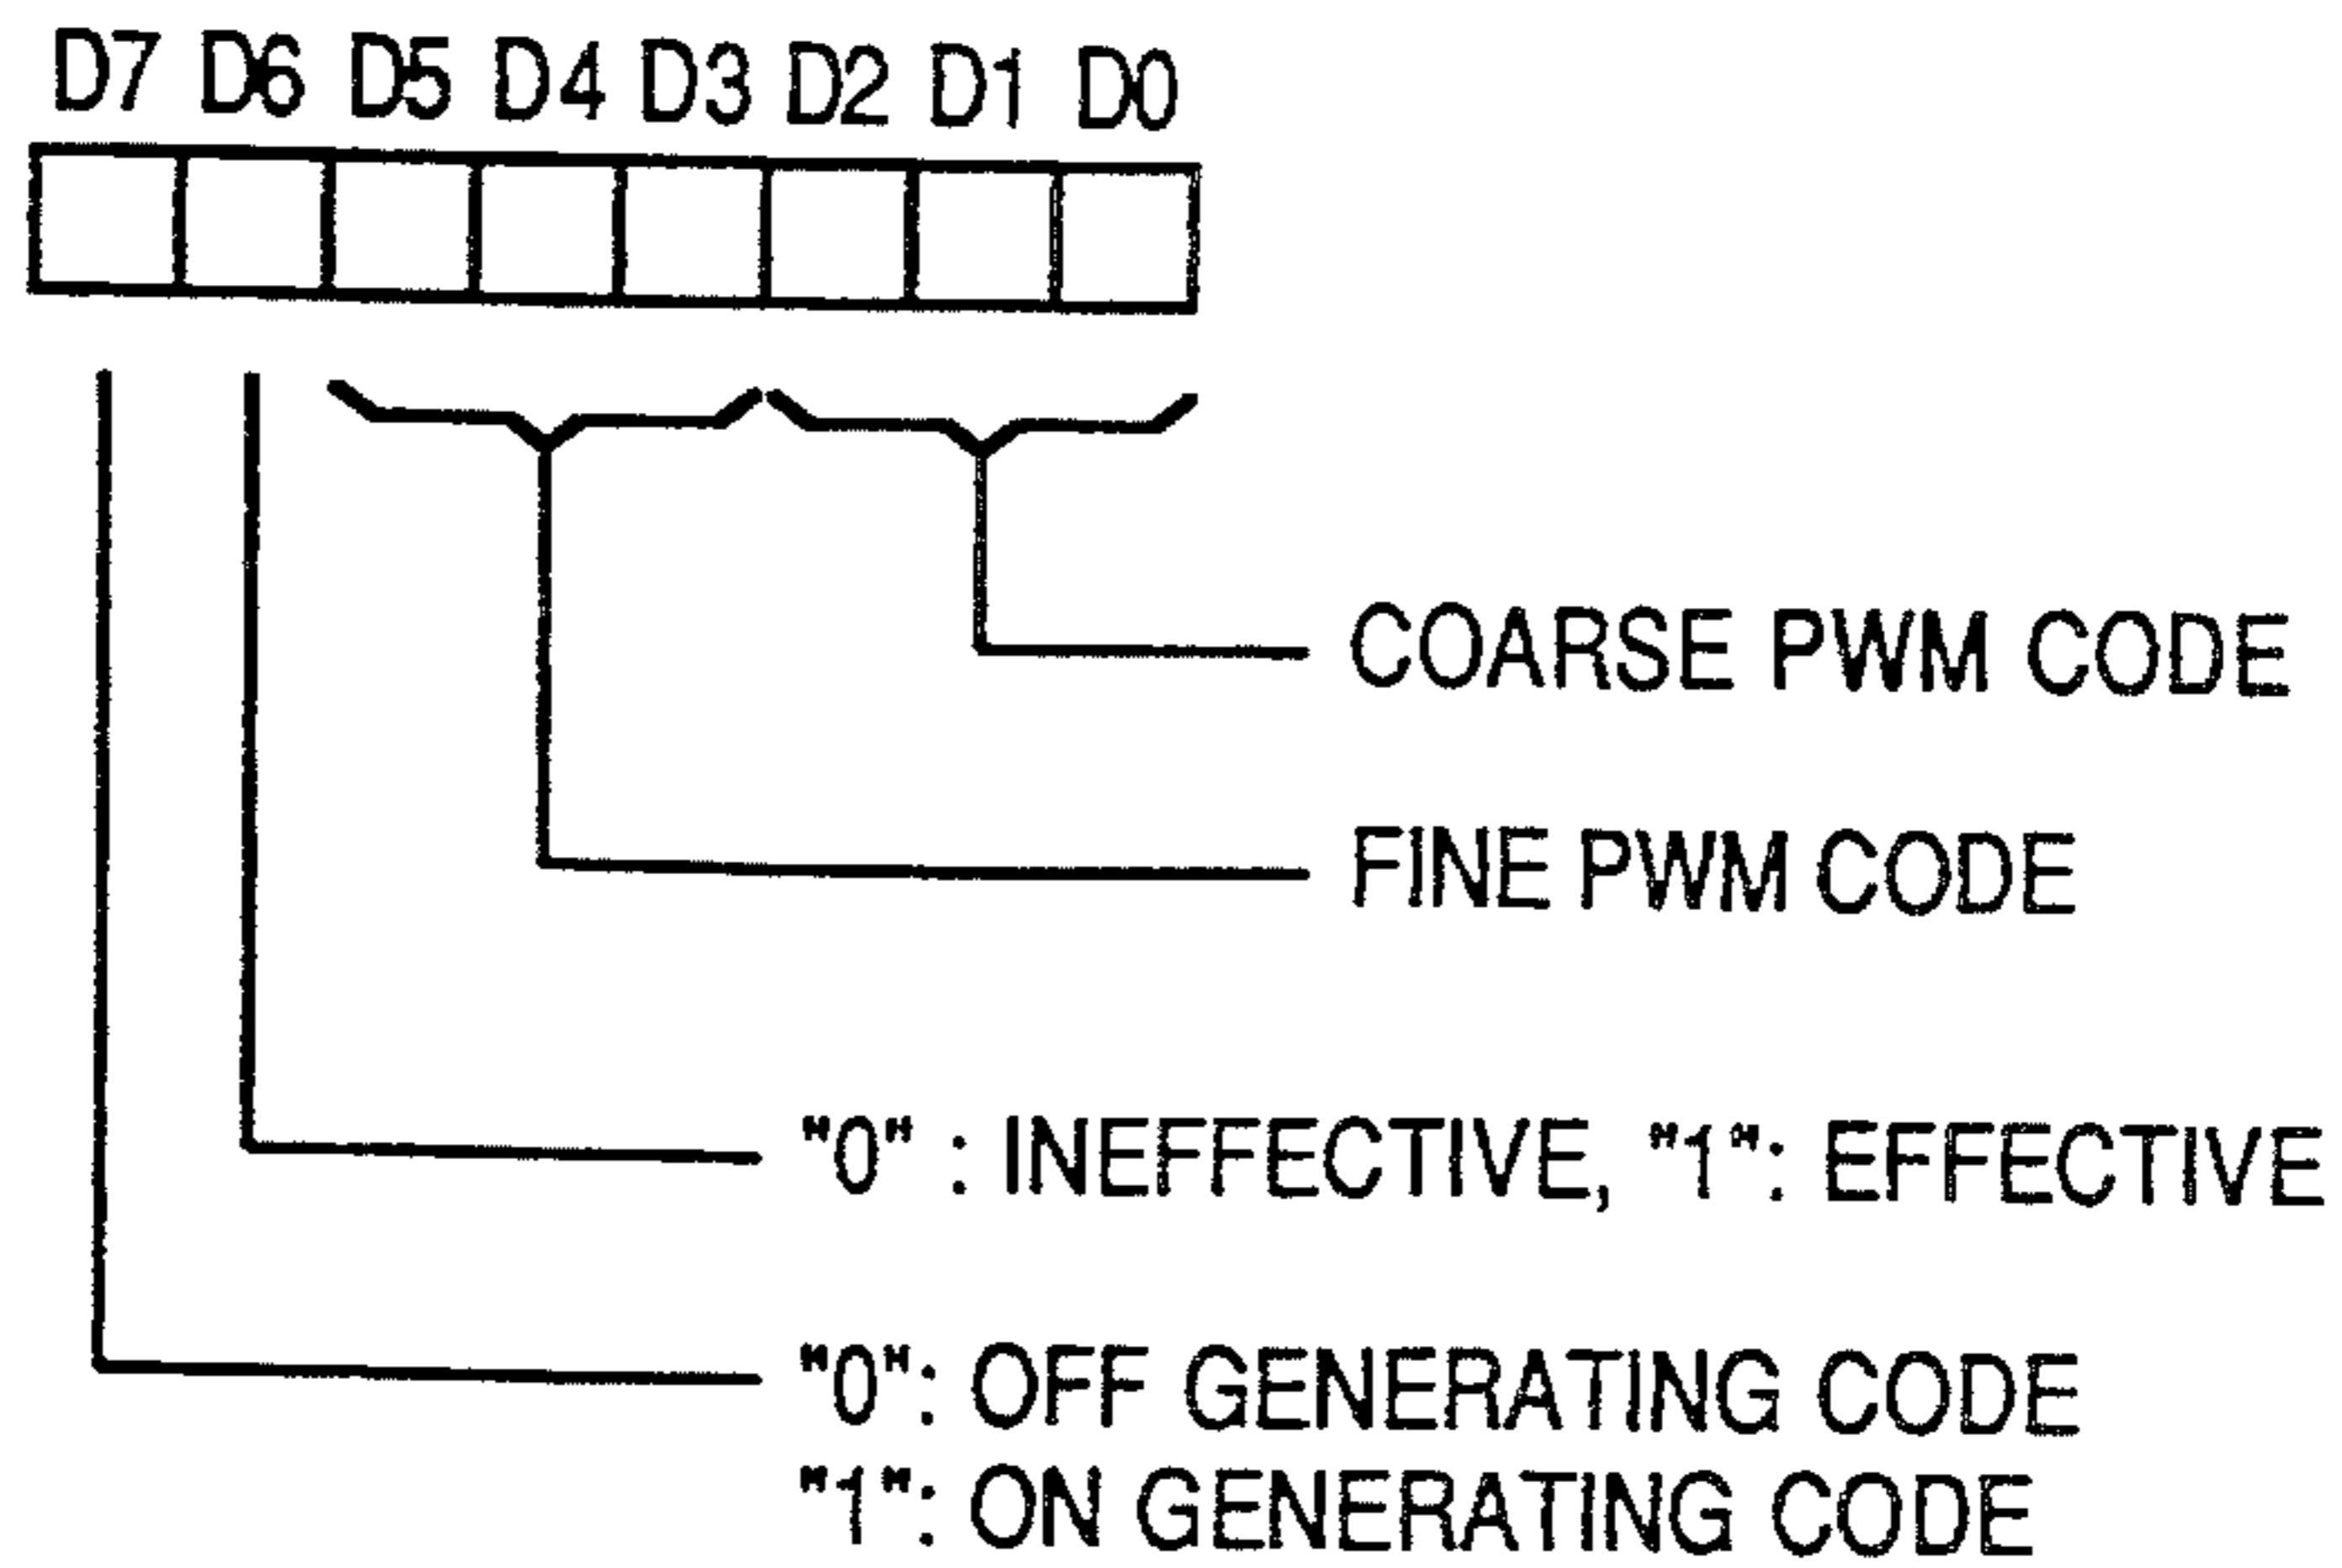 D7 D6 D5 D4 D3 D2 D1 D0
COARSE PWM CODE
FINE PWM CODE
"0" : INEFFECTIVE, "1": EFFECTIVE
"0": OFF GENERATING CODE
"1": ON GENERATING CODE